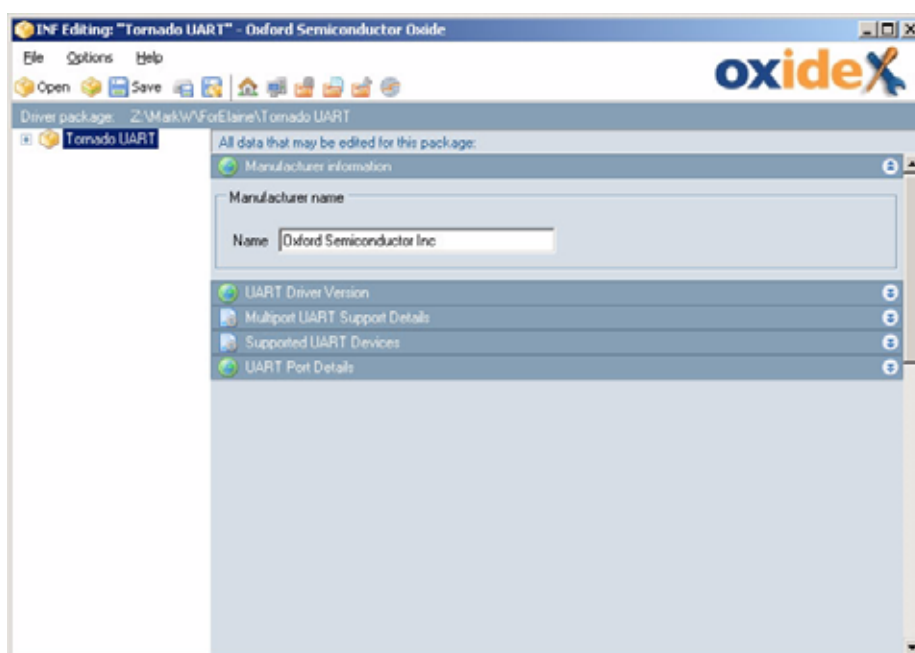 INF Editing: "Tornado UART" - Oxford Semiconductor Oxide
File Options Help
Open Save
oxide
Driver package: Z:\MarkW\ForElaine\Tornado UART
Tornado UART
All data that may be edited for this package:
Manufacturer information
Manufacturer name
Name Oxford Semiconductor Inc
UART Driver Version
Multiport UART Support Details
Supported UART Devices
UART Port Details